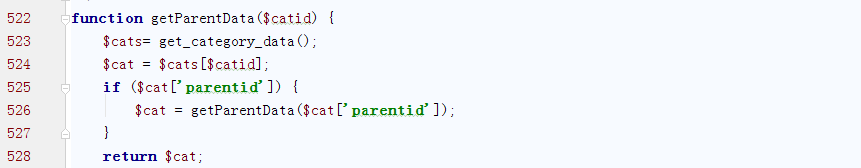 522 function getParentData($catid) {
523     $cats= get_category_data();
524     $cat = $cats[$catid];
525     if ($cat['parentid']) {
526         $cat = getParentData($cat['parentid']);
527     }
528     return $cat;